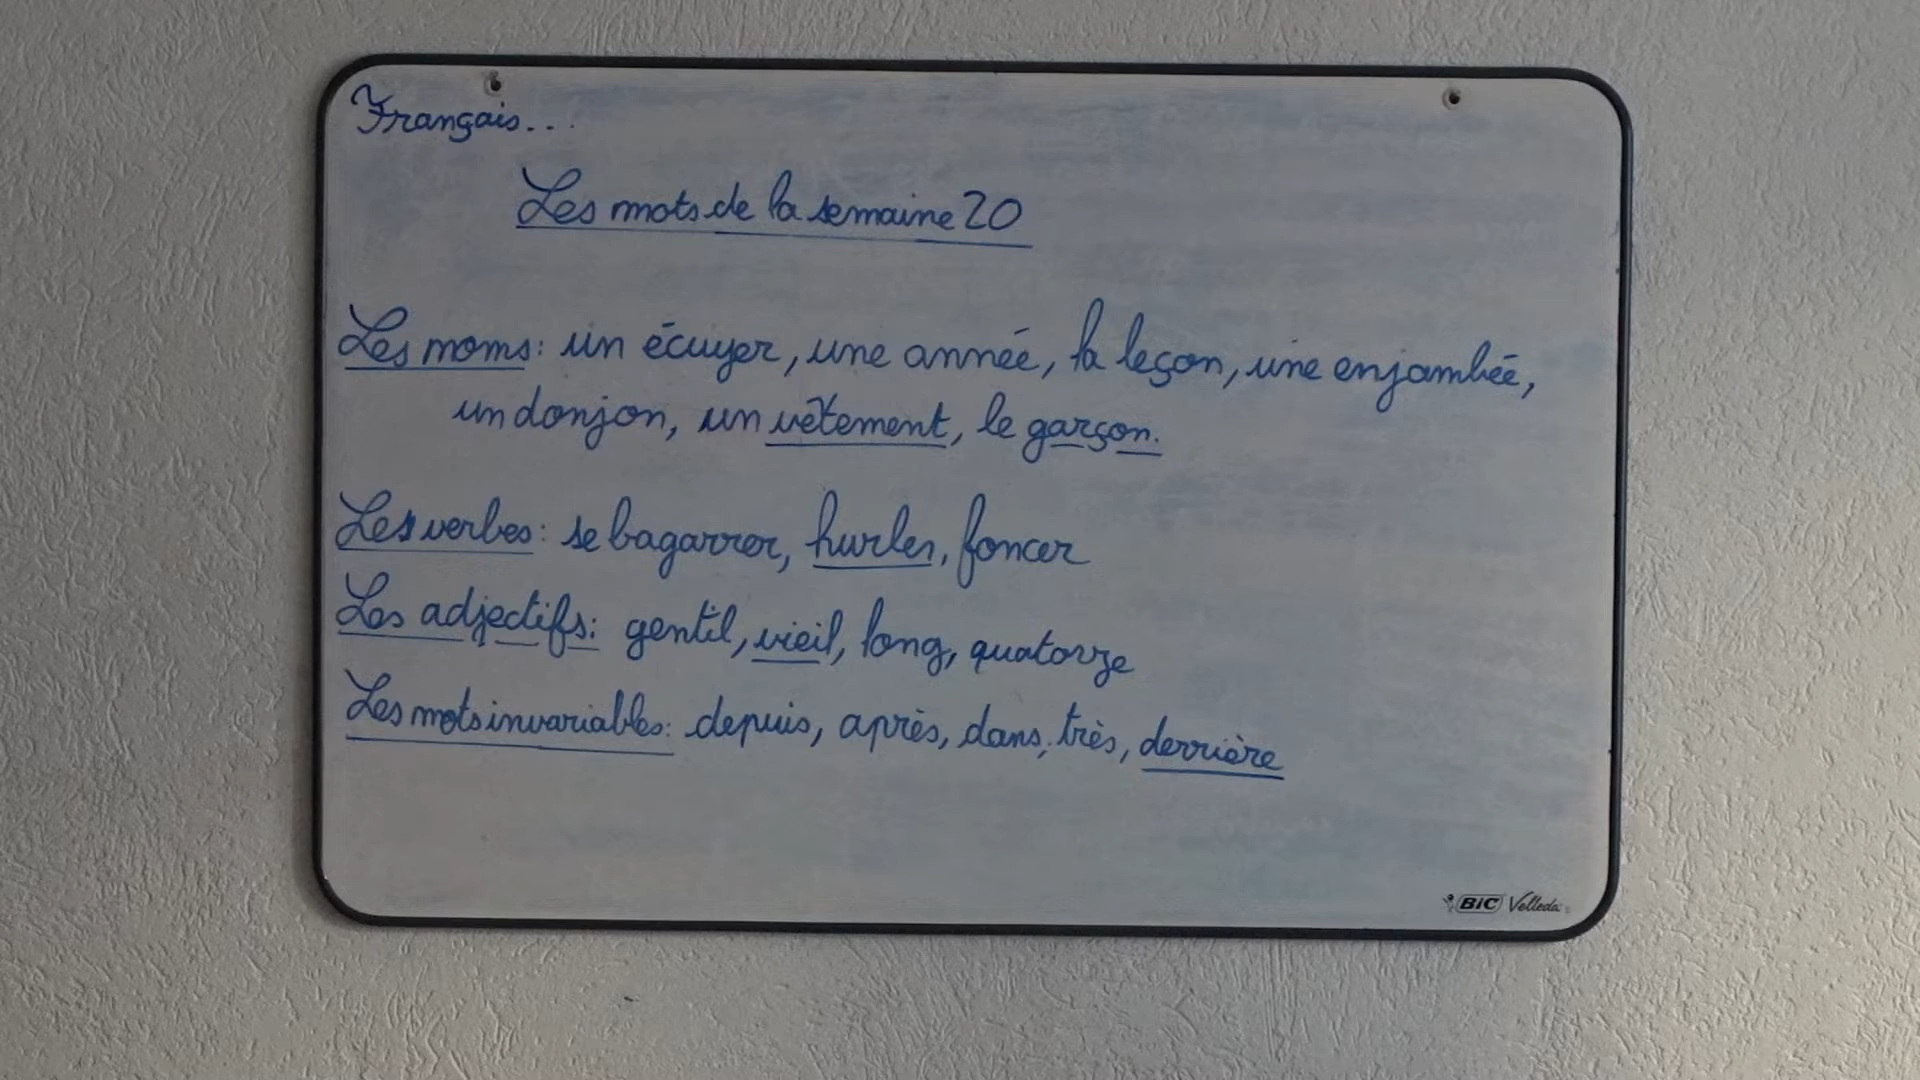 Français...
Les mots de la semaine 20
Les noms : un écuyer, une année, la leçon, une enjambée,
un donjon, un vêtement, le garçon.
Les verbes : se bagarrer, hurler, foncer
Les adjectifs : gentil, vieil, long, quatorze
Les mots invariables : depuis, après, dans, très, derrière
BIC Velleda